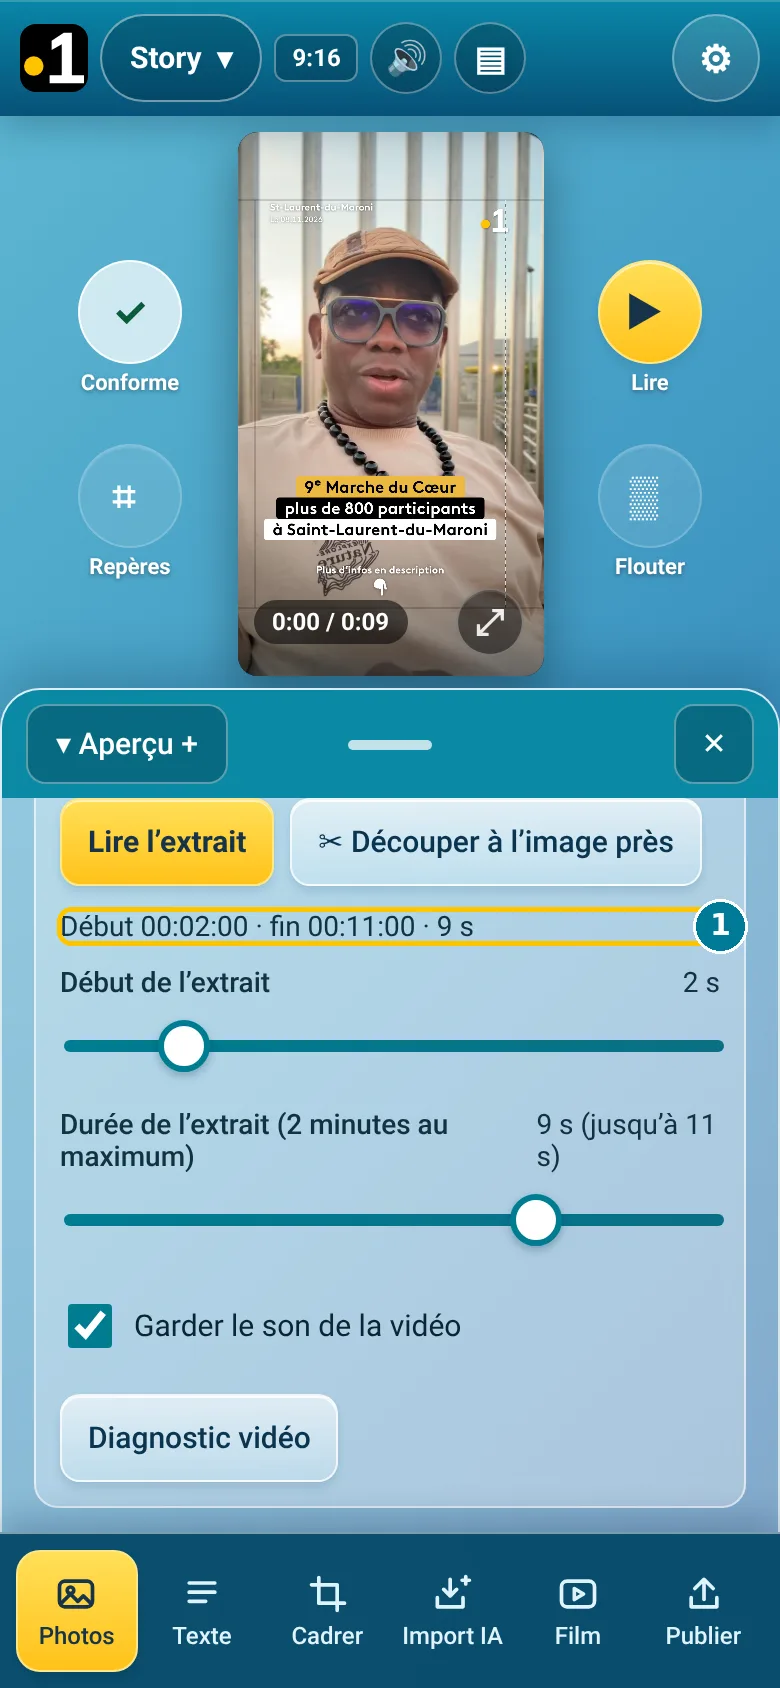 .1
Story ▼
9:16
St-Laurent-du-Maroni
.1
Conforme
Lire
9ᵉ Marche du Cœur
plus de 800 participants
à Saint-Laurent-du-Maroni
Repères
Flouter
Plus d'infos en description
0:00 / 0:09
▾ Aperçu +
×
Lire l’extrait
✂ Découper à l’image près
Début 00:02:00 · fin 00:11:00 · 9 s
1
Début de l’extrait
2 s
Durée de l’extrait (2 minutes au
maximum)
9 s (jusqu’à 11
s)
Garder le son de la vidéo
Diagnostic vidéo
Photos
Texte
Cadrer
Import IA
Film
Publier